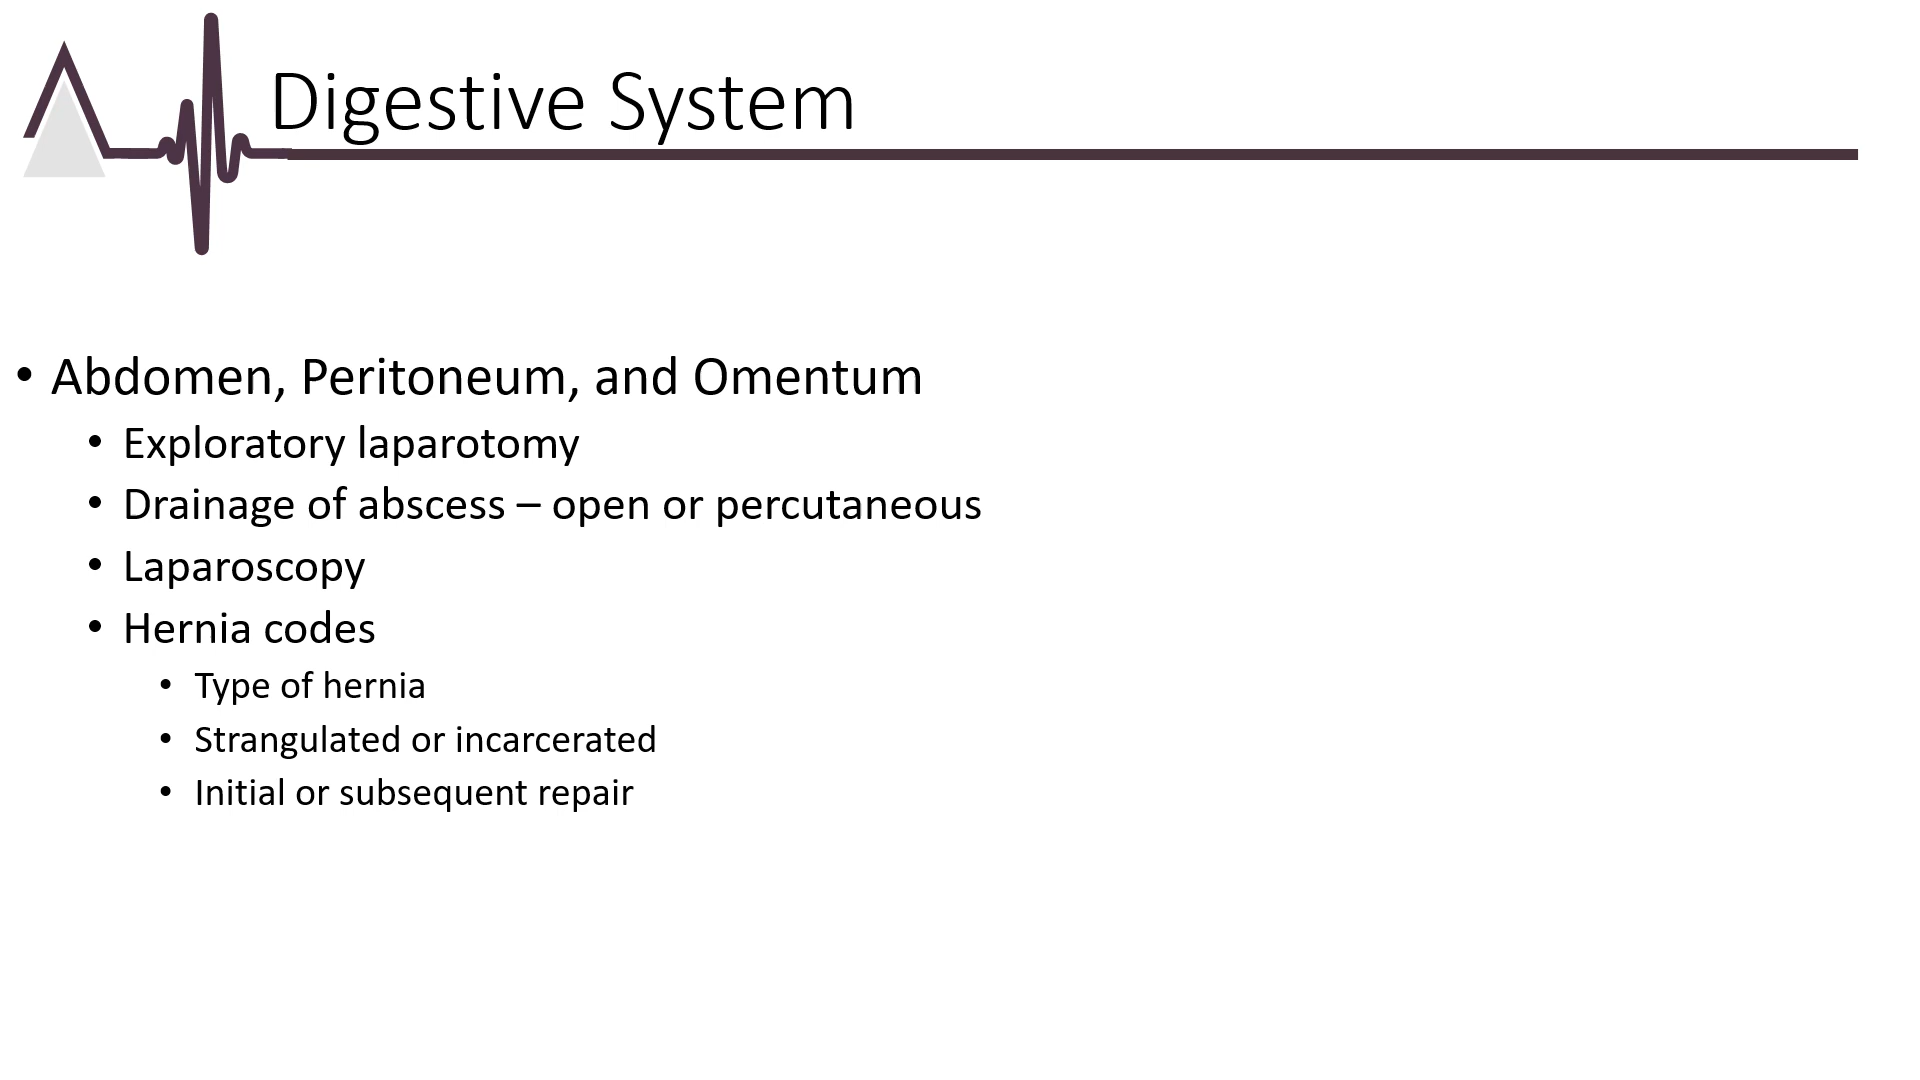 Digestive System
• Abdomen, Peritoneum, and Omentum
• Exploratory laparotomy
• Drainage of abscess – open or percutaneous
• Laparoscopy
• Hernia codes
• Type of hernia
• Strangulated or incarcerated
• Initial or subsequent repair